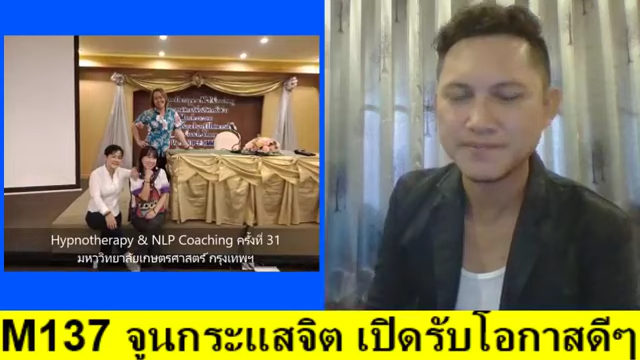 Hypnotherapy & NLP Coaching ครั้งที่ 31
มหาวิทยาลัยเกษตรศาสตร์ กรุงเทพฯ
M137 จูนกระแสจิต เปิดรับโอกาสดีๆ